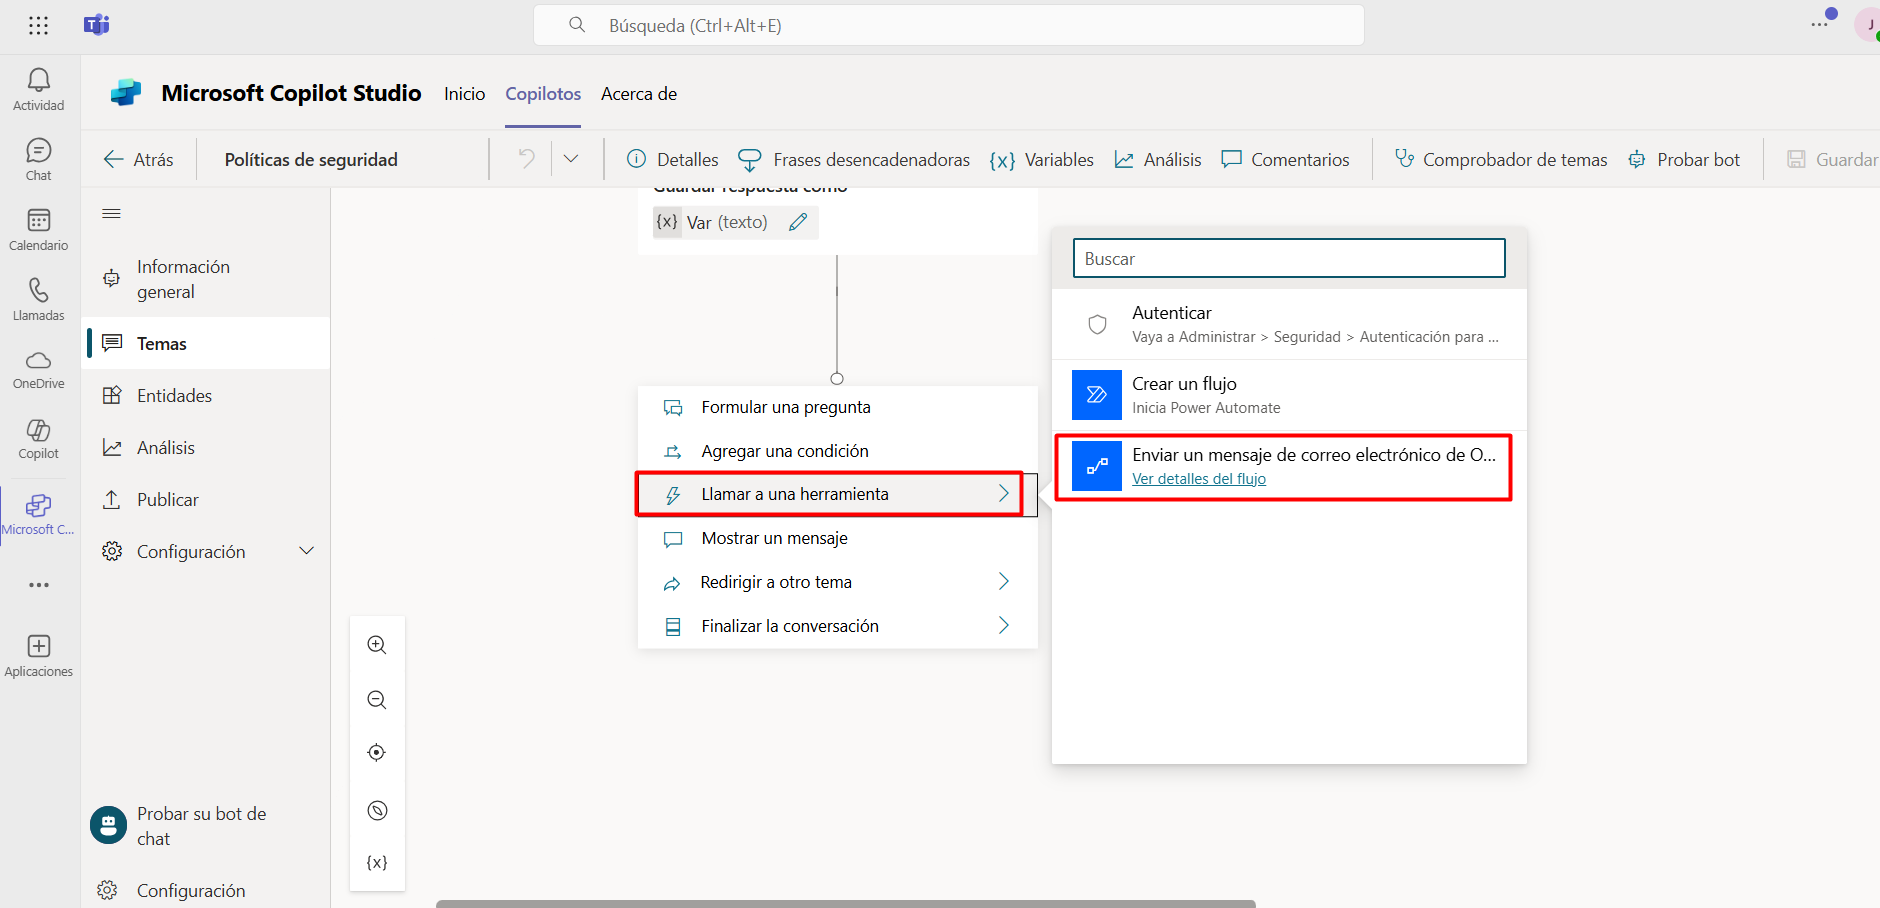 Búsqueda (Ctrl+Alt+E)
J
Actividad
Chat
Calendario
Llamadas
OneDrive
Copilot
Microsoft C...
Aplicaciones
Microsoft Copilot Studio
Inicio
Copilotos
Acerca de
Atrás
Políticas de seguridad
Detalles
Frases desencadenadoras
{x} Variables
Análisis
Comentarios
Comprobador de temas
Probar bot
Guardar
Información
general
Temas
Entidades
Análisis
Publicar
Configuración
Probar su bot de
chat
Configuración
Guardar respuesta como
{x} Var (texto)
Formular una pregunta
Agregar una condición
Llamar a una herramienta
Mostrar un mensaje
Redirigir a otro tema
Finalizar la conversación
{x}
Buscar
Autenticar
Vaya a Administrar > Seguridad > Autenticación para ...
Crear un flujo
Inicia Power Automate
Enviar un mensaje de correo electrónico de O...
Ver detalles del flujo